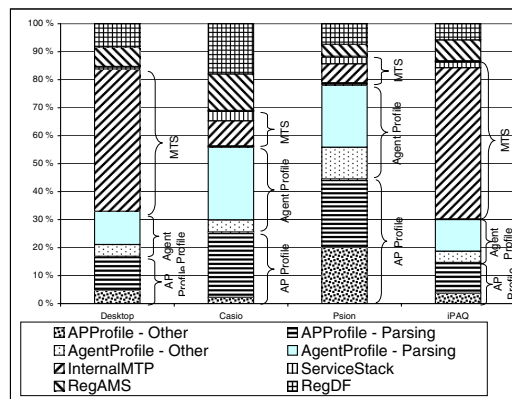 100 %
90 %
80 %
70 %
60 %
50 %
40 %
30 %
20 %
10 %
0 %
MTS
Agent Profile
AP Profile
MTS
Agent Profile
AP Profile
MTS
Agent Profile
AP Profile
MTS
Agent Profile
AP Profile
Desktop
Casio
Psion
iPAQ
APProfile - Other
APProfile - Parsing
AgentProfile - Other
AgentProfile - Parsing
InternalMTP
ServiceStack
RegAMS
RegDF